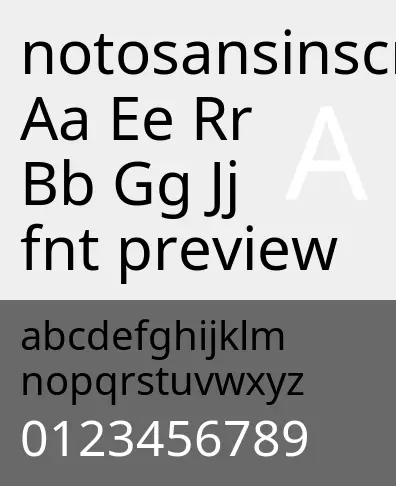 notosansinscr
Aa Ee Rr
A
Bb Gg Jj
fnt preview
abcdefghijklm
nopqrstuvwxyz
0123456789